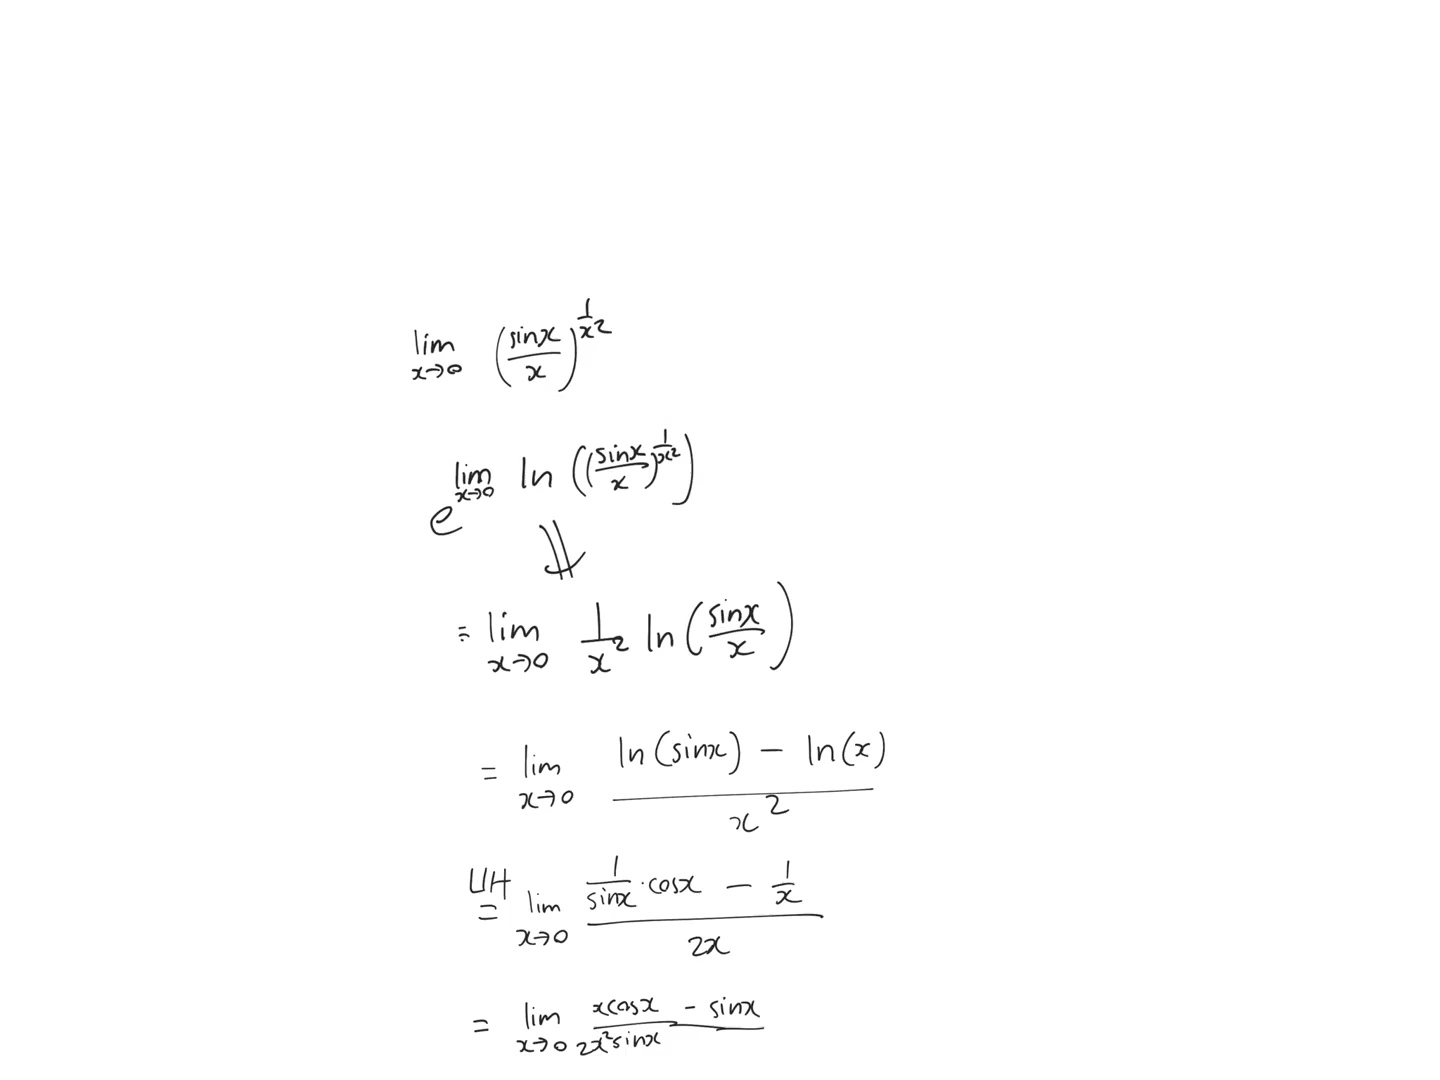 lim x→0 (sinx/x)^(1/x²)
e^(lim x→0 ln((sinx/x)^(1/x²)))
⇓
= lim x→0 1/x² ln(sinx/x)
= lim x→0 (ln(sinx) − ln(x))/x²
L'H = lim x→0 (1/sinx · cosx − 1/x)/2x
= lim x→0 (xcosx − sinx)/2x²sinx